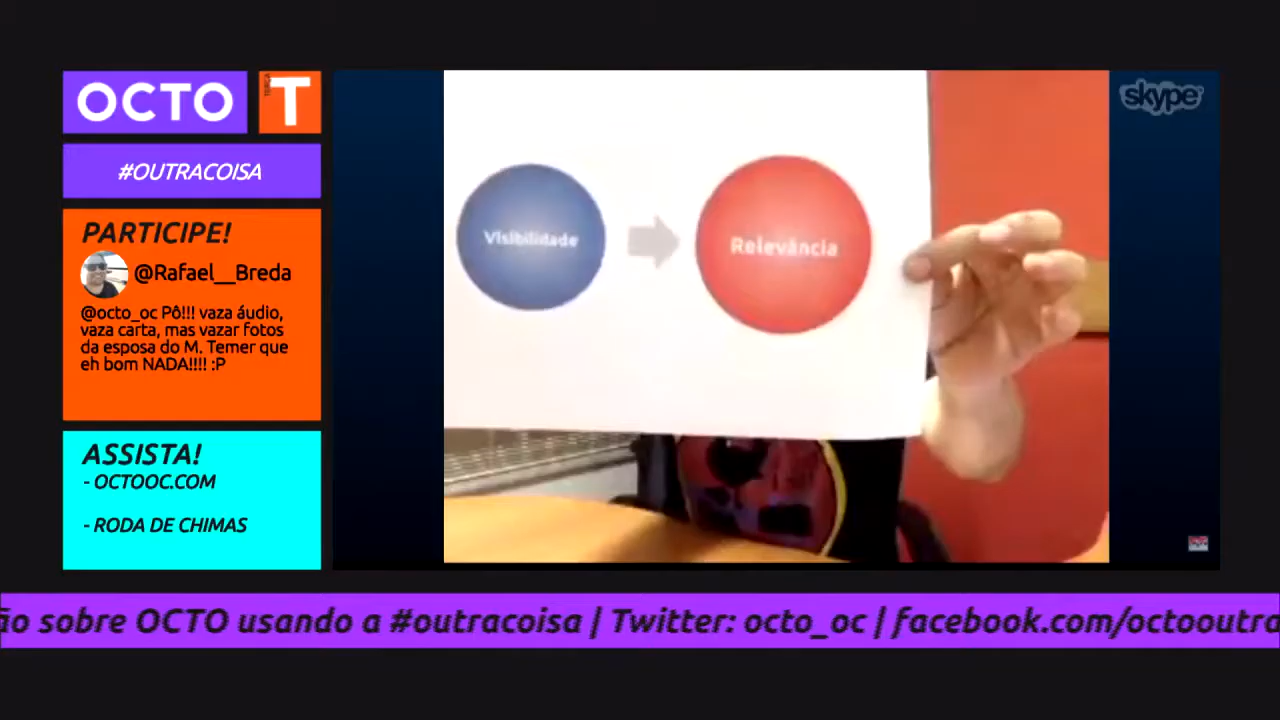 OCTO
TERÇA
T
#OUTRACOISA
PARTICIPE!
@Rafael__Breda
@octo_oc Pô!!! vaza áudio,
vaza carta, mas vazar fotos
da esposa do M. Temer que
eh bom NADA!!!! :P
ASSISTA!
- OCTOOC.COM
- RODA DE CHIMAS
Visibilidade
Relevância
skype
ão sobre OCTO usando a #outracoisa | Twitter: octo_oc | facebook.com/octooutra